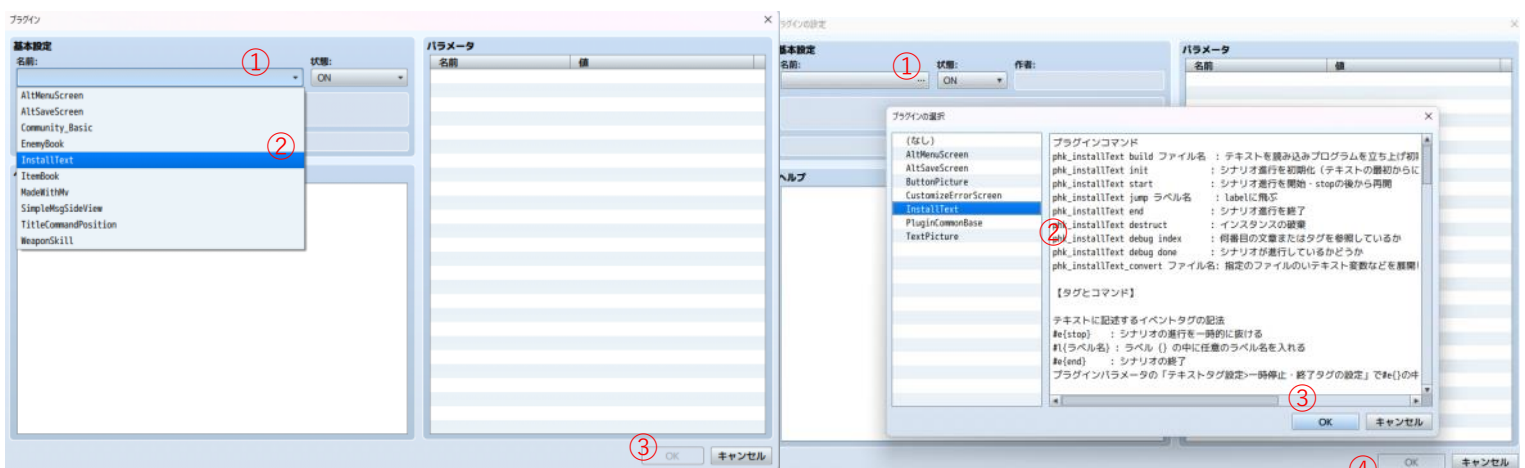 プラグイン
×
基本設定
名前:
①
状態:
ON
AltMenuScreen
AltSaveScreen
Community_Basic
EnemyBook
②
InstallText
ItemBook
MadeWithMv
SimpleMsgSideView
TitleCommandPosition
WeaponSkill
パラメータ
名前
値
③
OK
キャンセル
プラグインの設定
×
基本設定
名前:
①
...
状態:
ON
作者:
ヘルプ
パラメータ
名前
値
プラグインの選択
×
(なし)
AltMenuScreen
AltSaveScreen
ButtonPicture
CustomizeErrorScreen
InstallText
PluginCommonBase
TextPicture
②
プラグインコマンド
phk_installText build ファイル名 : テキストを読み込みプログラムを立ち上げ初
phk_installText init : シナリオ進行を初期化（テキストの最初からに
phk_installText start : シナリオ進行を開始・stopの後から再開
phk_installText jump ラベル名 : labelに飛ぶ
phk_installText end : シナリオ進行を終了
phk_installText destruct : インスタンスの破棄
phk_installText debug index : 何番目の文章またはタグを参照しているか
phk_installText debug done : シナリオが進行しているかどうか
phk_installText_convert ファイル名: 指定のファイルのいテキスト変数などを展開
【タグとコマンド】
テキストに記述するイベントタグの記法
#e{stop} : シナリオの進行を一時的に抜ける
#l{ラベル名} : ラベル {} の中に任意のラベル名を入れる
#e{end} : シナリオの終了
プラグインパラメータの「テキストタグ設定>一時停止・終了タグの設定」で#e{}の中
③
OK
キャンセル
④
OK
キャンセル